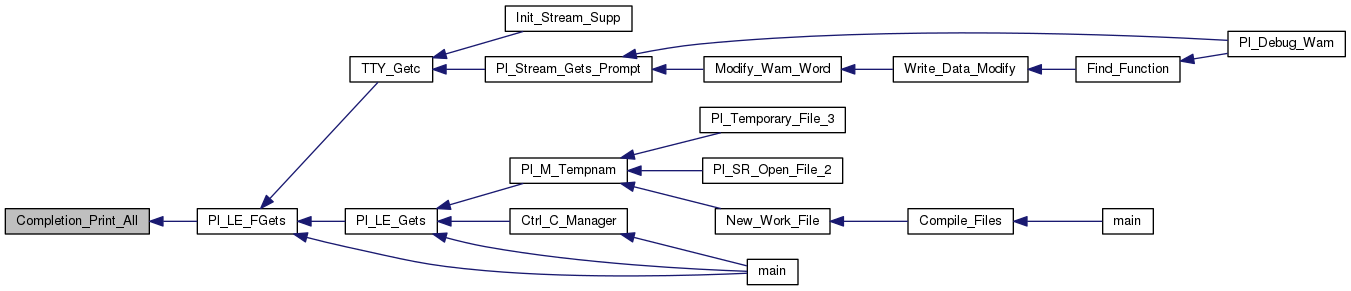 Init_Stream_Supp
Pl_Debug_Wam
TTY_Getc
Pl_Stream_Gets_Prompt
Modify_Wam_Word
Write_Data_Modify
Find_Function
Pl_Temporary_File_3
Pl_M_Tempnam
Pl_SR_Open_File_2
Completion_Print_All
Pl_LE_FGets
Pl_LE_Gets
Ctrl_C_Manager
New_Work_File
Compile_Files
main
main